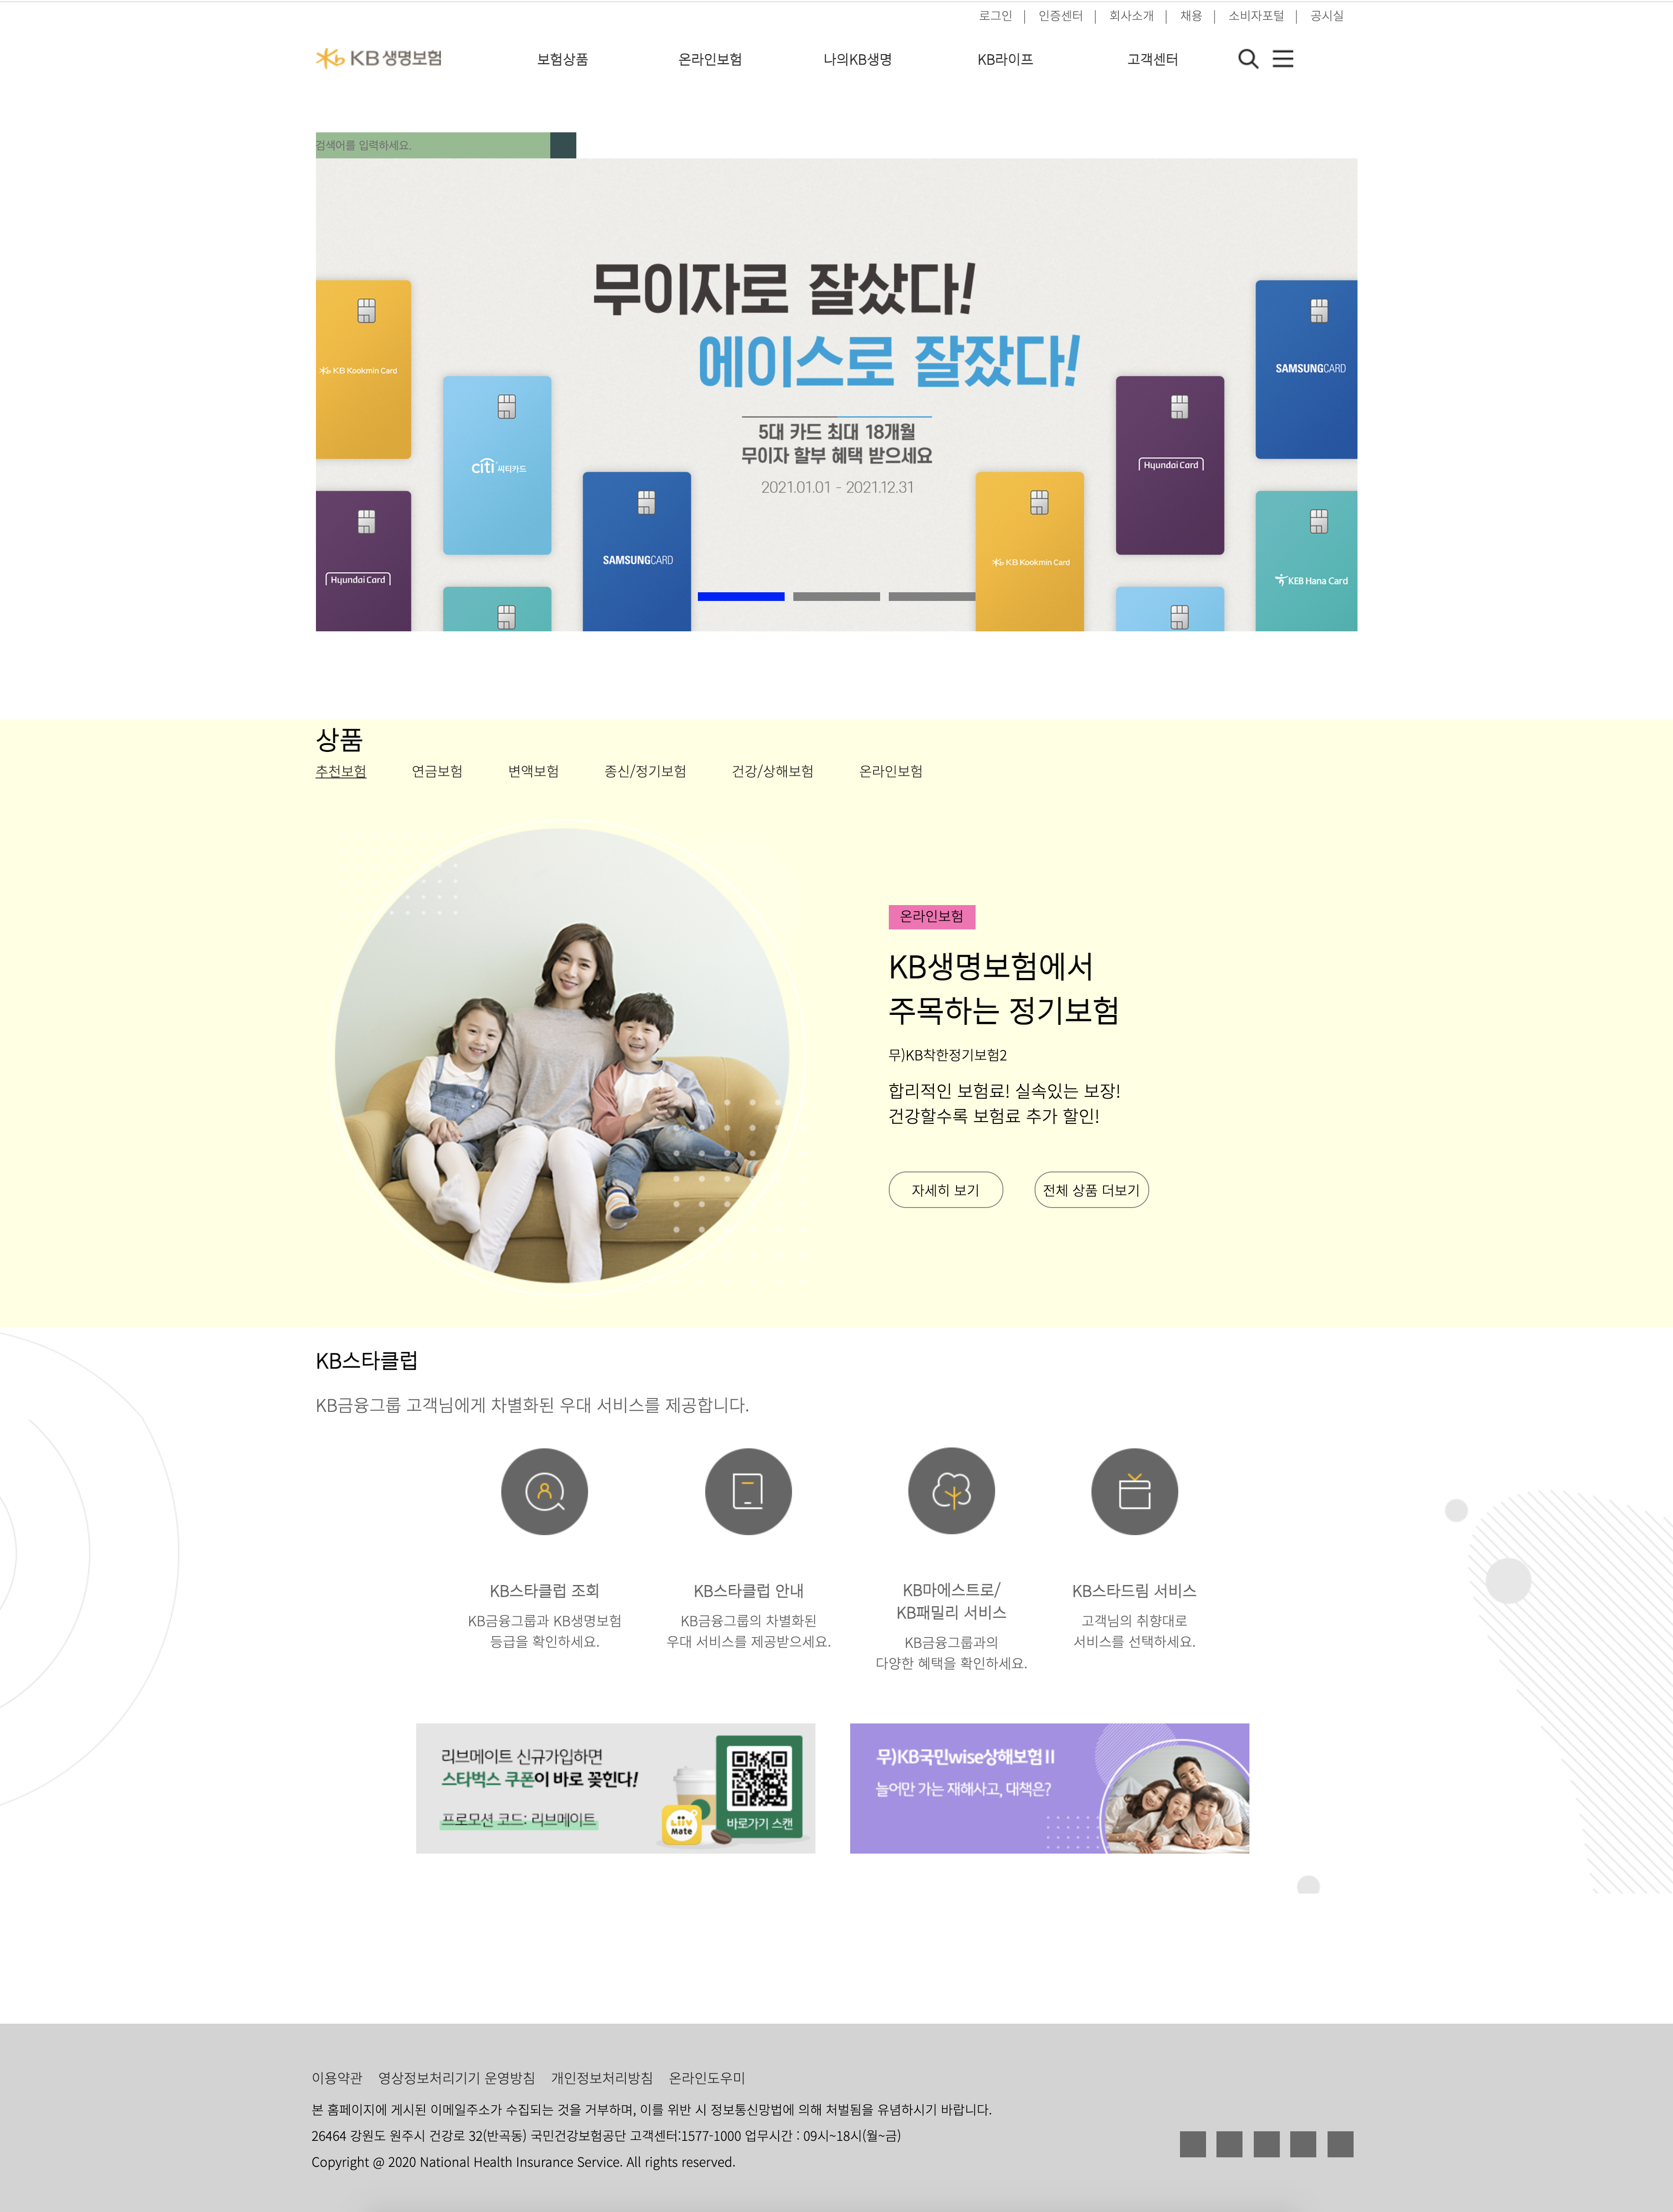 로그인 | 인증센터 | 회사소개 | 채용 | 소비자포털 | 공시실
KB 생명보험
보험상품 온라인보험 나의KB생명 KB라이프 고객센터
검색어를 입력하세요.
무이자로 잘샀다!
에이스로 잘잤다!
5대 카드 최대 18개월
무이자 할부 혜택 받으세요
2021.01.01 - 2021.12.31
KB Kookmin Card
Hyundai Card
citi 씨티카드
SAMSUNG CARD
KB Kookmin Card
Hyundai Card
SAMSUNG CARD
KEB Hana Card
상품
추천보험 연금보험 변액보험 종신/정기보험 건강/상해보험 온라인보험
온라인보험
KB생명보험에서
주목하는 정기보험
무)KB착한정기보험2
합리적인 보험료! 실속있는 보장!
건강할수록 보험료 추가 할인!
자세히 보기 전체 상품 더보기
KB스타클럽
KB금융그룹 고객님에게 차별화된 우대 서비스를 제공합니다.
KB스타클럽 조회
KB금융그룹과 KB생명보험
등급을 확인하세요.
KB스타클럽 안내
KB금융그룹의 차별화된
우대 서비스를 제공받으세요.
KB마에스트로/
KB패밀리 서비스
KB금융그룹과의
다양한 혜택을 확인하세요.
KB스타드림 서비스
고객님의 취향대로
서비스를 선택하세요.
리브메이트 신규가입하면
스타벅스 쿠폰이 바로 꽂힌다!
프로모션 코드: 리브메이트
Liiv
Mate
바로가기 스캔
무)KB국민wise상해보험Ⅱ
늘어만 가는 재해사고, 대책은?
이용약관 영상정보처리기기 운영방침 개인정보처리방침 온라인도우미
본 홈페이지에 게시된 이메일주소가 수집되는 것을 거부하며, 이를 위반 시 정보통신망법에 의해 처벌됨을 유념하시기 바랍니다.
26464 강원도 원주시 건강로 32(반곡동) 국민건강보험공단 고객센터:1577-1000 업무시간 : 09시~18시(월~금)
Copyright @ 2020 National Health Insurance Service. All rights reserved.